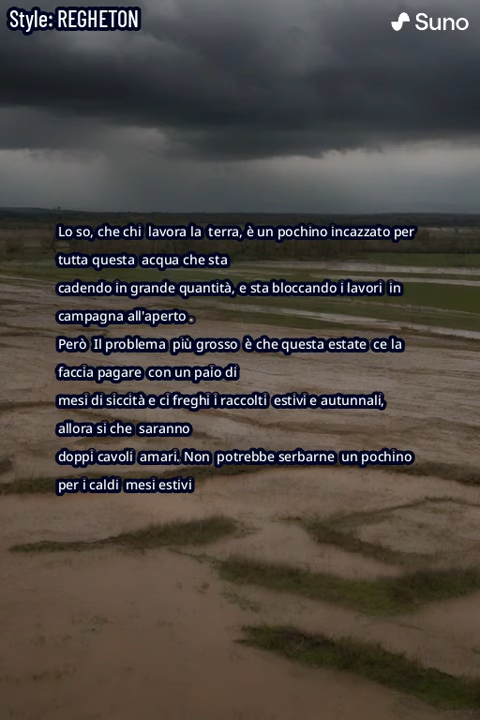 Style: REGHETON
Suno
Lo so, che chi lavora la terra, è un pochino incazzato per
tutta questa acqua che sta
cadendo in grande quantità, e sta bloccando i lavori in
campagna all'aperto .
Però Il problema più grosso è che questa estate ce la
faccia pagare con un paio di
mesi di siccità e ci freghi i raccolti estivi e autunnali,
allora si che saranno
doppi cavoli amari. Non potrebbe serbarne un pochino
per i caldi mesi estivi